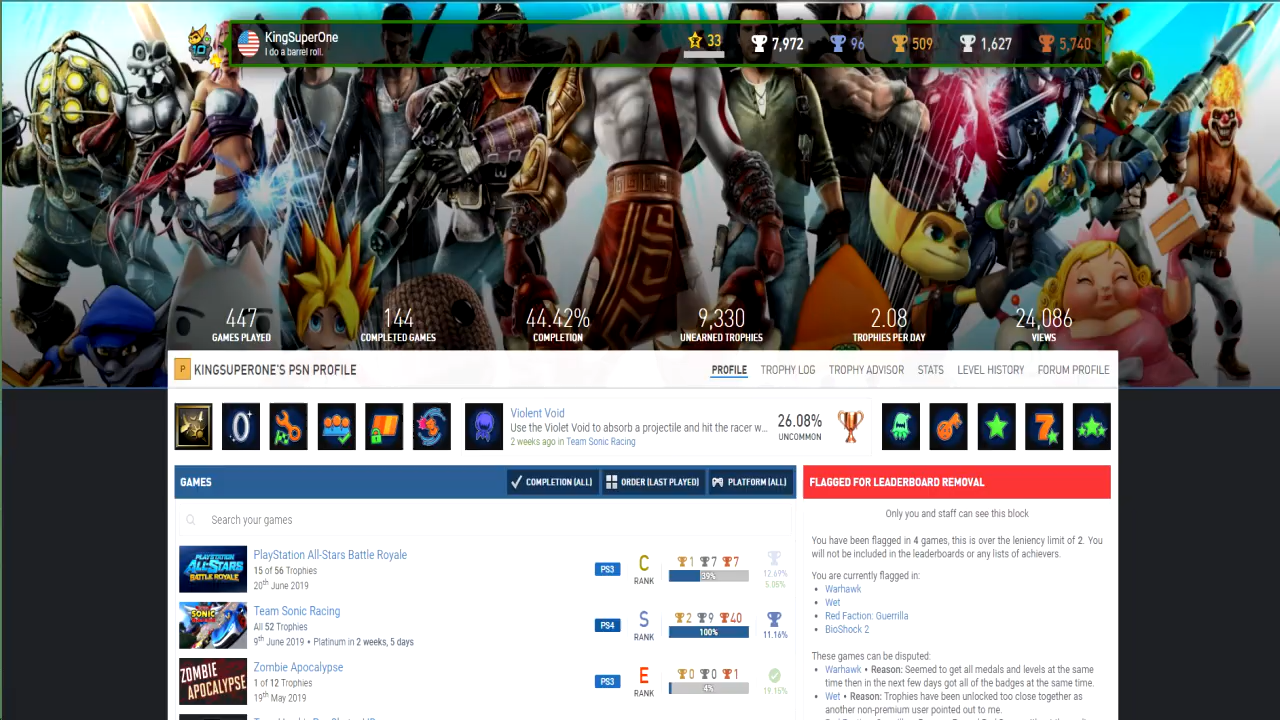 KingSuperOne
I do a barrel roll.
33
7,972
96
509
1,627
5,740
10
447
GAMES PLAYED
144
COMPLETED GAMES
44.42%
COMPLETION
9,330
UNEARNED TROPHIES
2.08
TROPHIES PER DAY
24,086
VIEWS
P KINGSUPERONE'S PSN PROFILE
PROFILE TROPHY LOG TROPHY ADVISOR STATS LEVEL HISTORY FORUM PROFILE
Violent Void
Use the Violet Void to absorb a projectile and hit the racer w...
2 weeks ago in Team Sonic Racing
26.08%
UNCOMMON
7
GAMES
COMPLETION (ALL) ORDER (LAST PLAYED) PLATFORM (ALL)
Search your games
PLAYSTATION ALL-STARS BATTLE ROYALE
PlayStation All-Stars Battle Royale
15 of 56 Trophies
20th June 2019
PS3
C
RANK
1 7 7
39%
12.69%
5.05%
Team Sonic Racing
All 52 Trophies
9th June 2019 • Platinum in 2 weeks, 5 days
PS4
S
RANK
2 9 40
100%
11.16%
ZOMBIE APOCALYPSE
Zombie Apocalypse
1 of 12 Trophies
19th May 2019
PS3
E
RANK
0 0 1
4%
19.15%
FLAGGED FOR LEADERBOARD REMOVAL
Only you and staff can see this block
You have been flagged in 4 games, this is over the leniency limit of 2. You
will not be included in the leaderboards or any lists of achievers.
You are currently flagged in:
• Warhawk
• Wet
• Red Faction: Guerrilla
• BioShock 2
These games can be disputed:
• Warhawk • Reason: Seemed to get all medals and levels at the same
time then in the next few days got all of the badges at the same time.
• Wet • Reason: Trophies have been unlocked too close together as
another non-premium user pointed out to me.